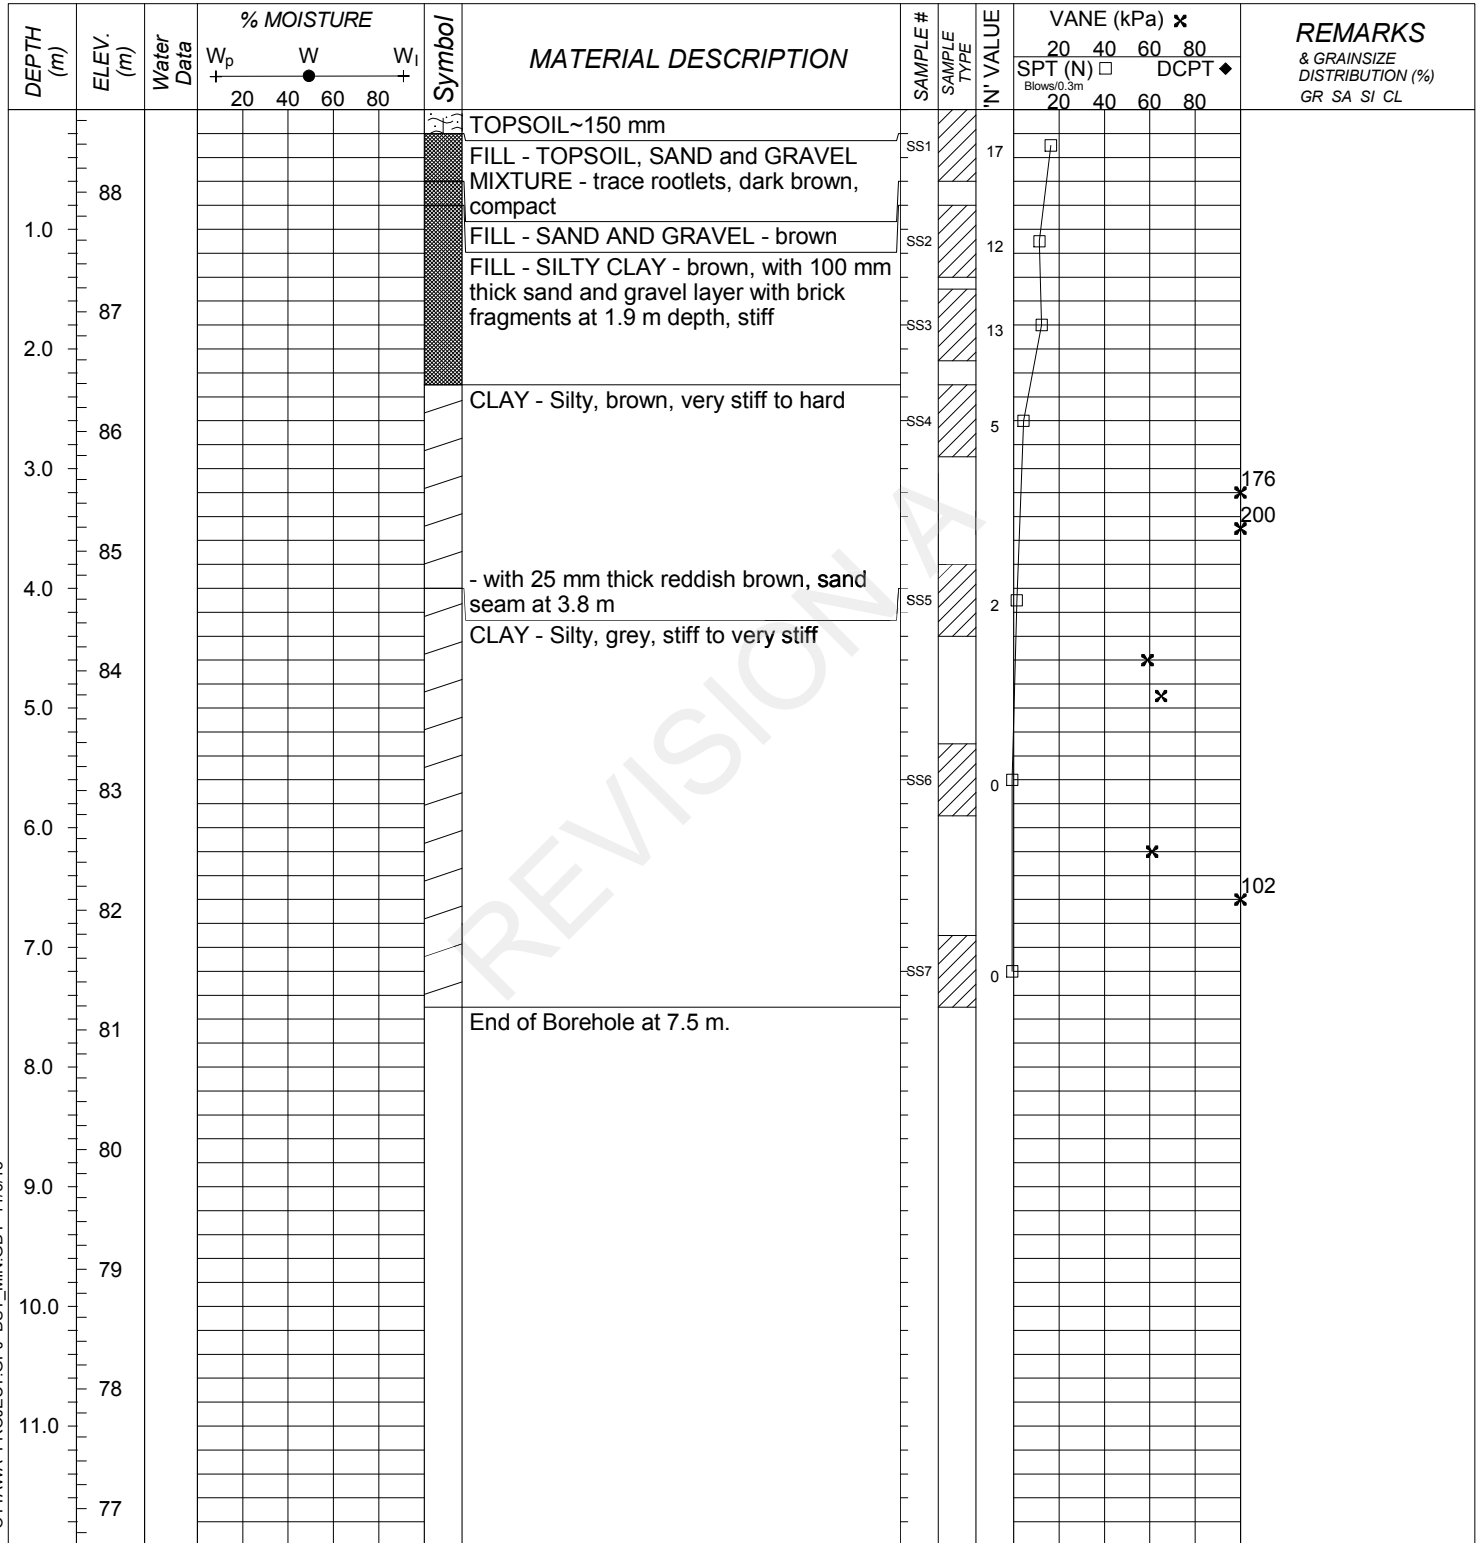 DEPTH (m)
ELEV. (m)
Water Data
% MOISTURE
Wp W Wl
20 40 60 80
Symbol
MATERIAL DESCRIPTION
SAMPLE #
SAMPLE TYPE
'N' VALUE
VANE (kPa) ✖
20 40 60 80
SPT (N) □ DCPT ◆
Blows/0.3m
20 40 60 80
REMARKS
& GRAINSIZE
DISTRIBUTION (%)
GR SA SI CL
TOPSOIL~150 mm
SS1 17
FILL - TOPSOIL, SAND and GRAVEL
MIXTURE - trace rootlets, dark brown,
compact
88
1.0
FILL - SAND AND GRAVEL - brown
SS2 12
FILL - SILTY CLAY - brown, with 100 mm
thick sand and gravel layer with brick
fragments at 1.9 m depth, stiff
87
SS3 13
2.0
CLAY - Silty, brown, very stiff to hard
SS4 5
86
3.0
176
200
85
- with 25 mm thick reddish brown, sand
seam at 3.8 m
4.0
SS5 2
CLAY - Silty, grey, stiff to very stiff
84
5.0
SS6 0
83
6.0
102
82
7.0
SS7 0
End of Borehole at 7.5 m.
81
8.0
80
9.0
79
10.0
78
11.0
77
REVISION A